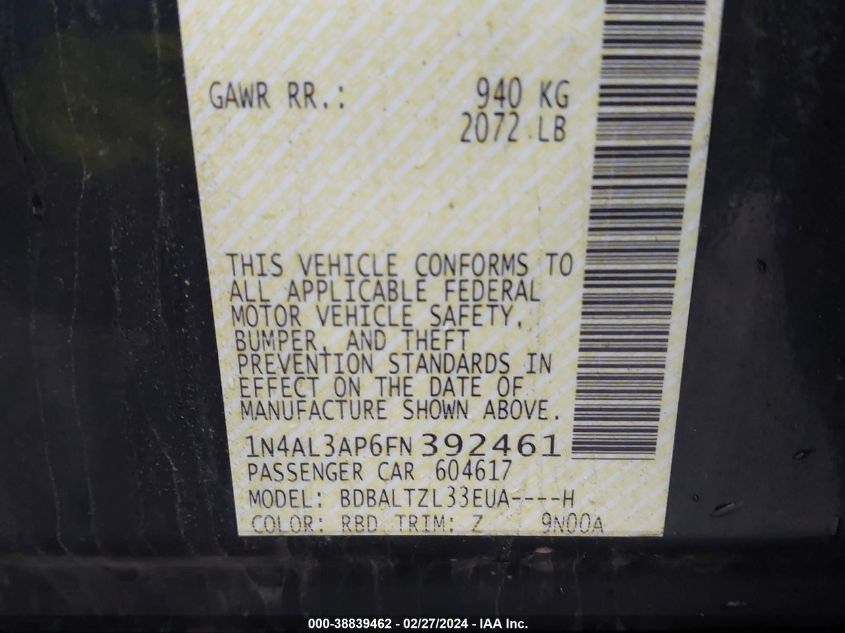 GAWR RR.: 940 KG
2072 LB
THIS VEHICLE CONFORMS TO
ALL APPLICABLE FEDERAL
MOTOR VEHICLE SAFETY,
BUMPER, AND THEFT
PREVENTION STANDARDS IN
EFFECT ON THE DATE OF
MANUFACTURE SHOWN ABOVE.
1N4AL3AP6FN 392461
PASSENGER CAR 604617
MODEL: BDBALTZL33EUA----H
COLOR: RBD TRIM: Z 9N00A
000-38839462 - 02/27/2024 - IAA Inc.